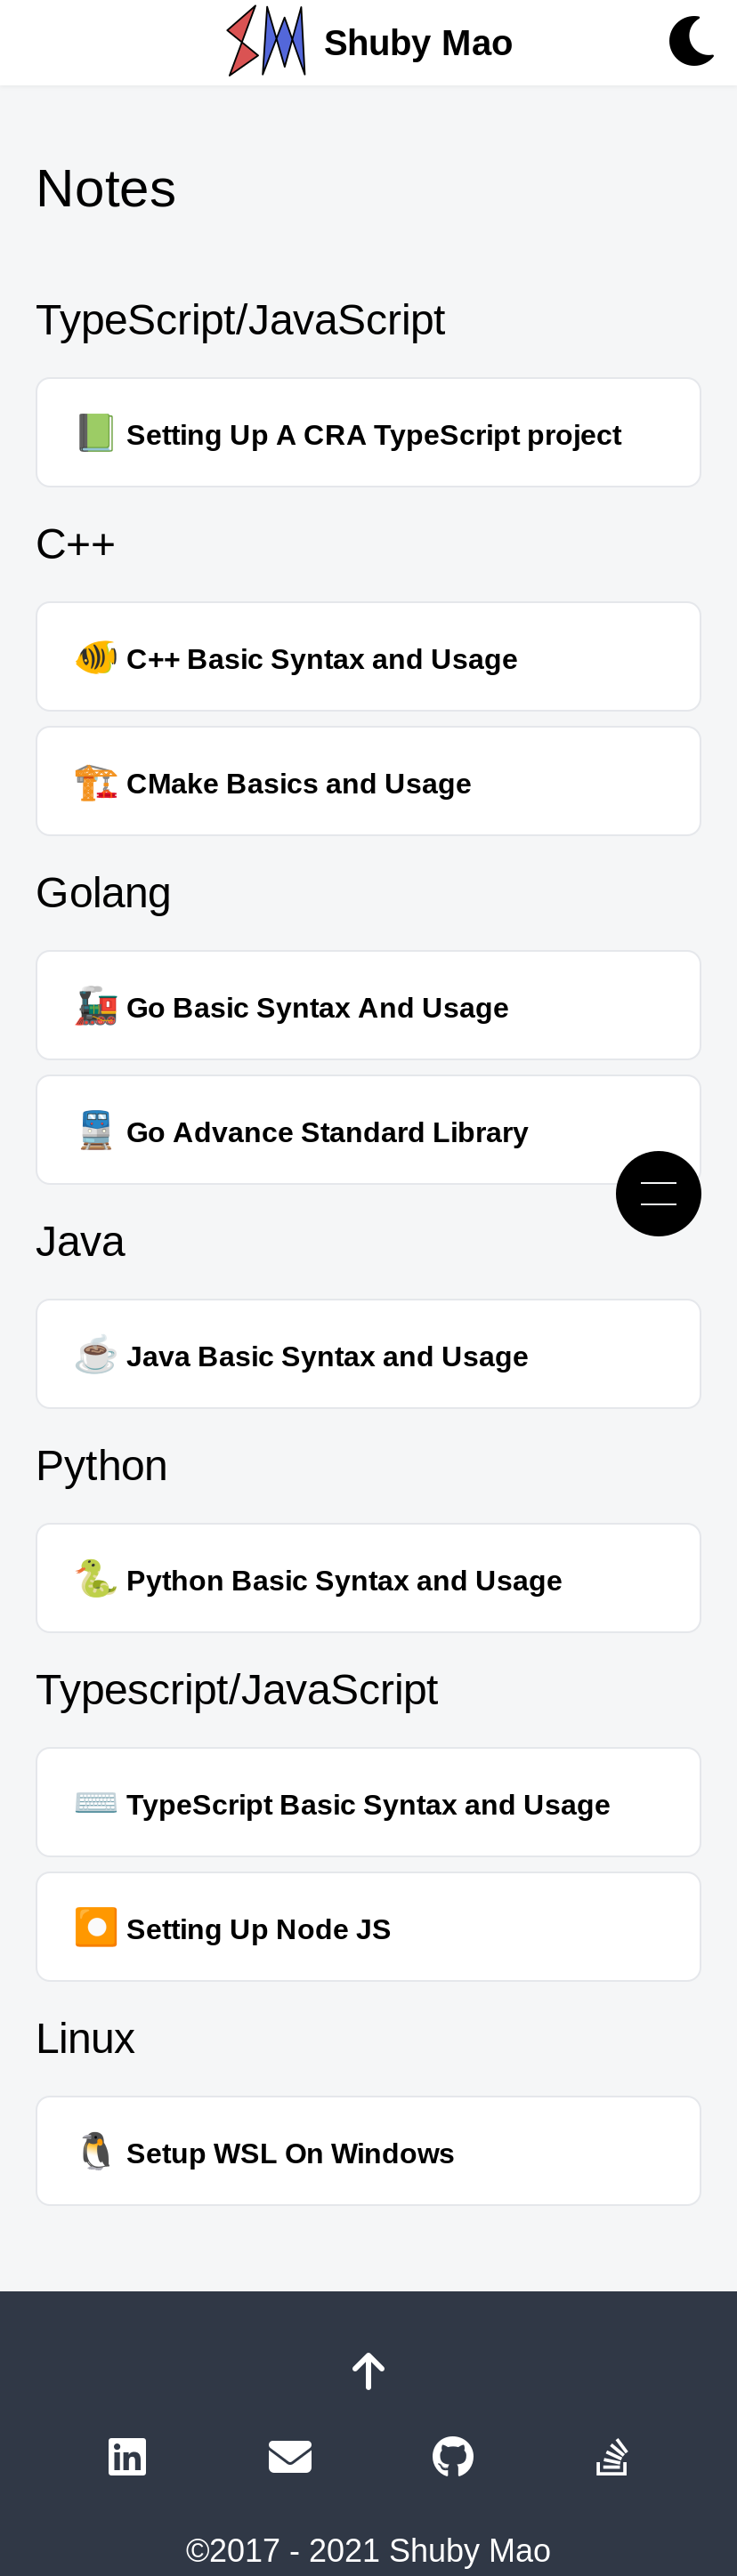 SM Shuby Mao
Notes
TypeScript/JavaScript
Setting Up A CRA TypeScript project
C++
C++ Basic Syntax and Usage
CMake Basics and Usage
Golang
Go Basic Syntax And Usage
Go Advance Standard Library
Java
Java Basic Syntax and Usage
Python
Python Basic Syntax and Usage
Typescript/JavaScript
TypeScript Basic Syntax and Usage
Setting Up Node JS
Linux
Setup WSL On Windows
in
©2017 - 2021 Shuby Mao